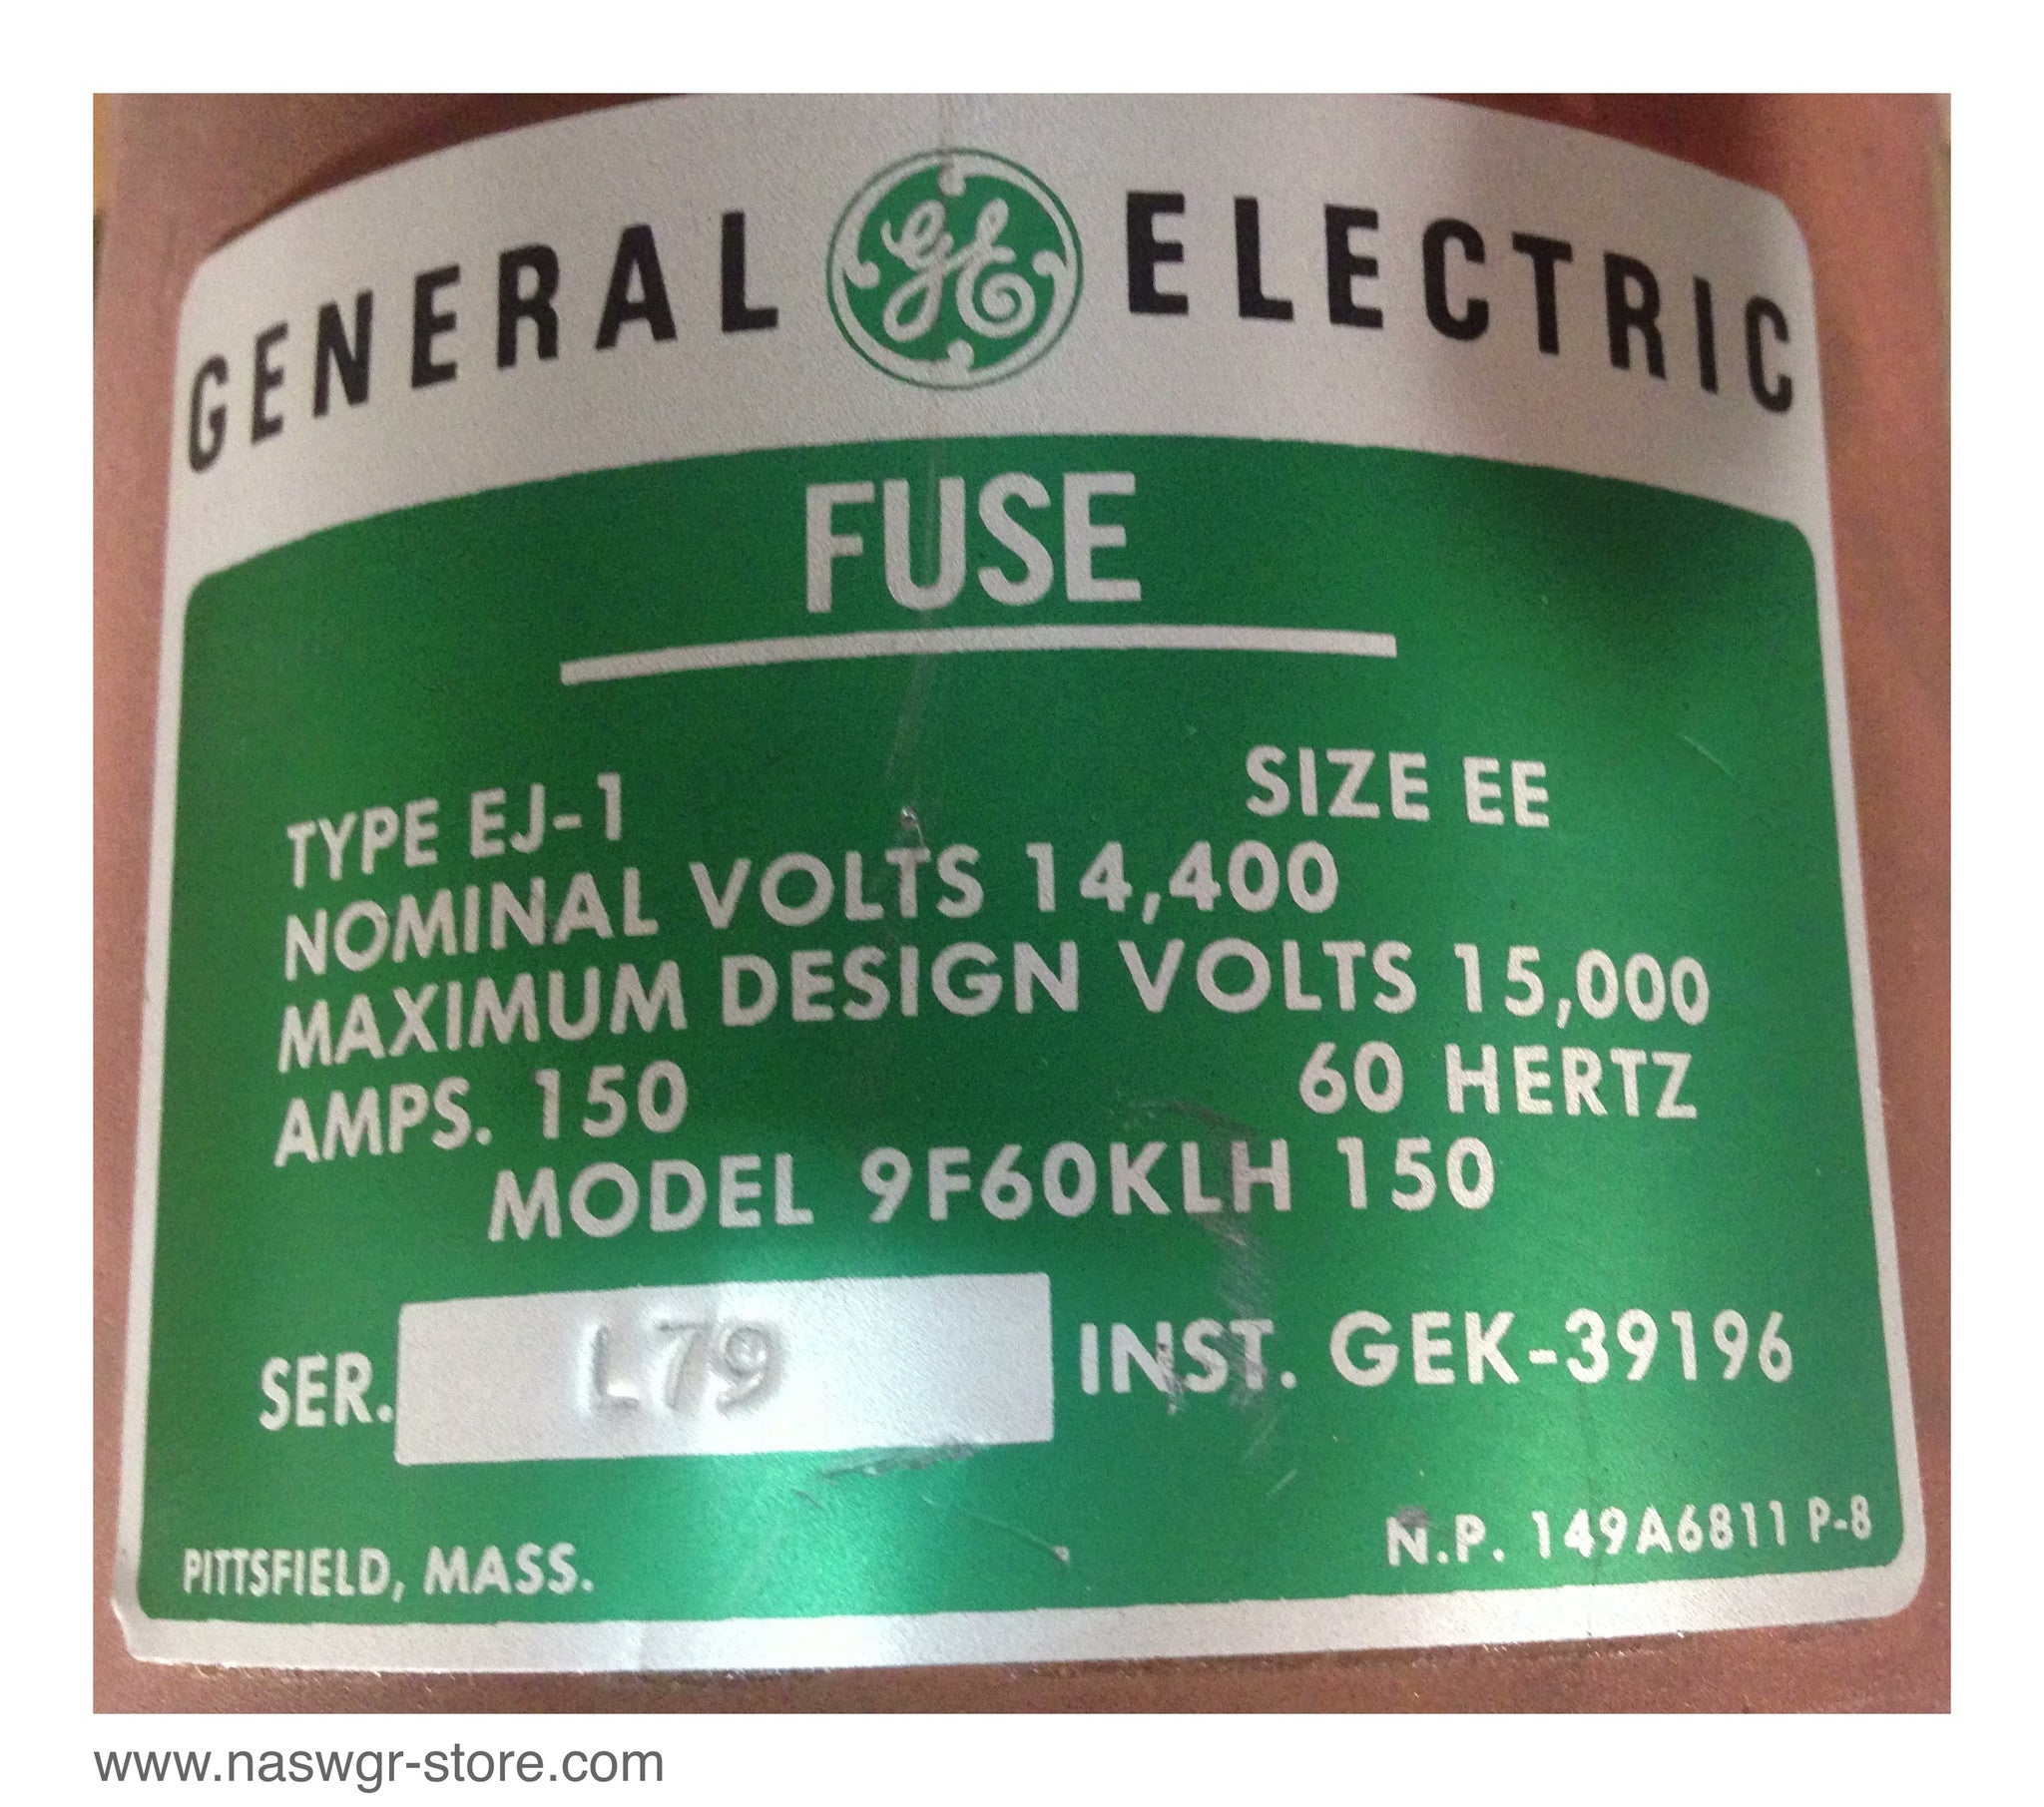 GENERAL GE ELECTRIC
FUSE
TYPE EJ-1 SIZE EE
NOMINAL VOLTS 14,400
MAXIMUM DESIGN VOLTS 15,000
AMPS. 150 60 HERTZ
MODEL 9F60KLH 150
SER. L79 INST. GEK-39196
PITTSFIELD, MASS. N.P. 149A6811 P-8
www.naswgr-store.com